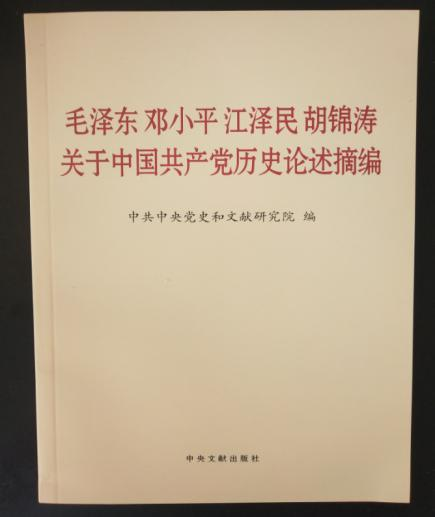 毛泽东 邓小平 江泽民 胡锦涛
关于中国共产党历史论述摘编
中共中央党史和文献研究院 编
中央文献出版社